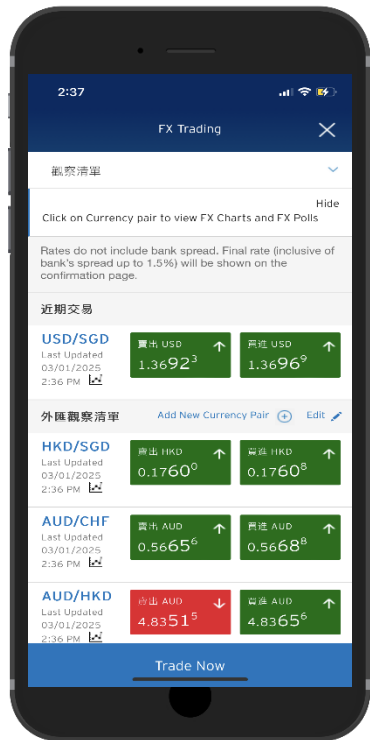 2:37
FX Trading
觀察清單
Hide
Click on Currency pair to view FX Charts and FX Polls
Rates do not include bank spread. Final rate (inclusive of
bank's spread up to 1.5%) will be shown on the
confirmation page.
近期交易
USD/SGD
Last Updated
03/01/2025
2:36 PM
賣出 USD
1.3692³
買進 USD
1.3696⁹
外匯觀察清單 Add New Currency Pair Edit
HKD/SGD
Last Updated
03/01/2025
2:36 PM
賣出 HKD
0.1760⁰
買進 HKD
0.1760⁸
AUD/CHF
Last Updated
03/01/2025
2:36 PM
賣出 AUD
0.5665⁶
買進 AUD
0.5668⁸
AUD/HKD
Last Updated
03/01/2025
2:36 PM
賣出 AUD
4.8351⁵
買進 AUD
4.8365⁶
Trade Now